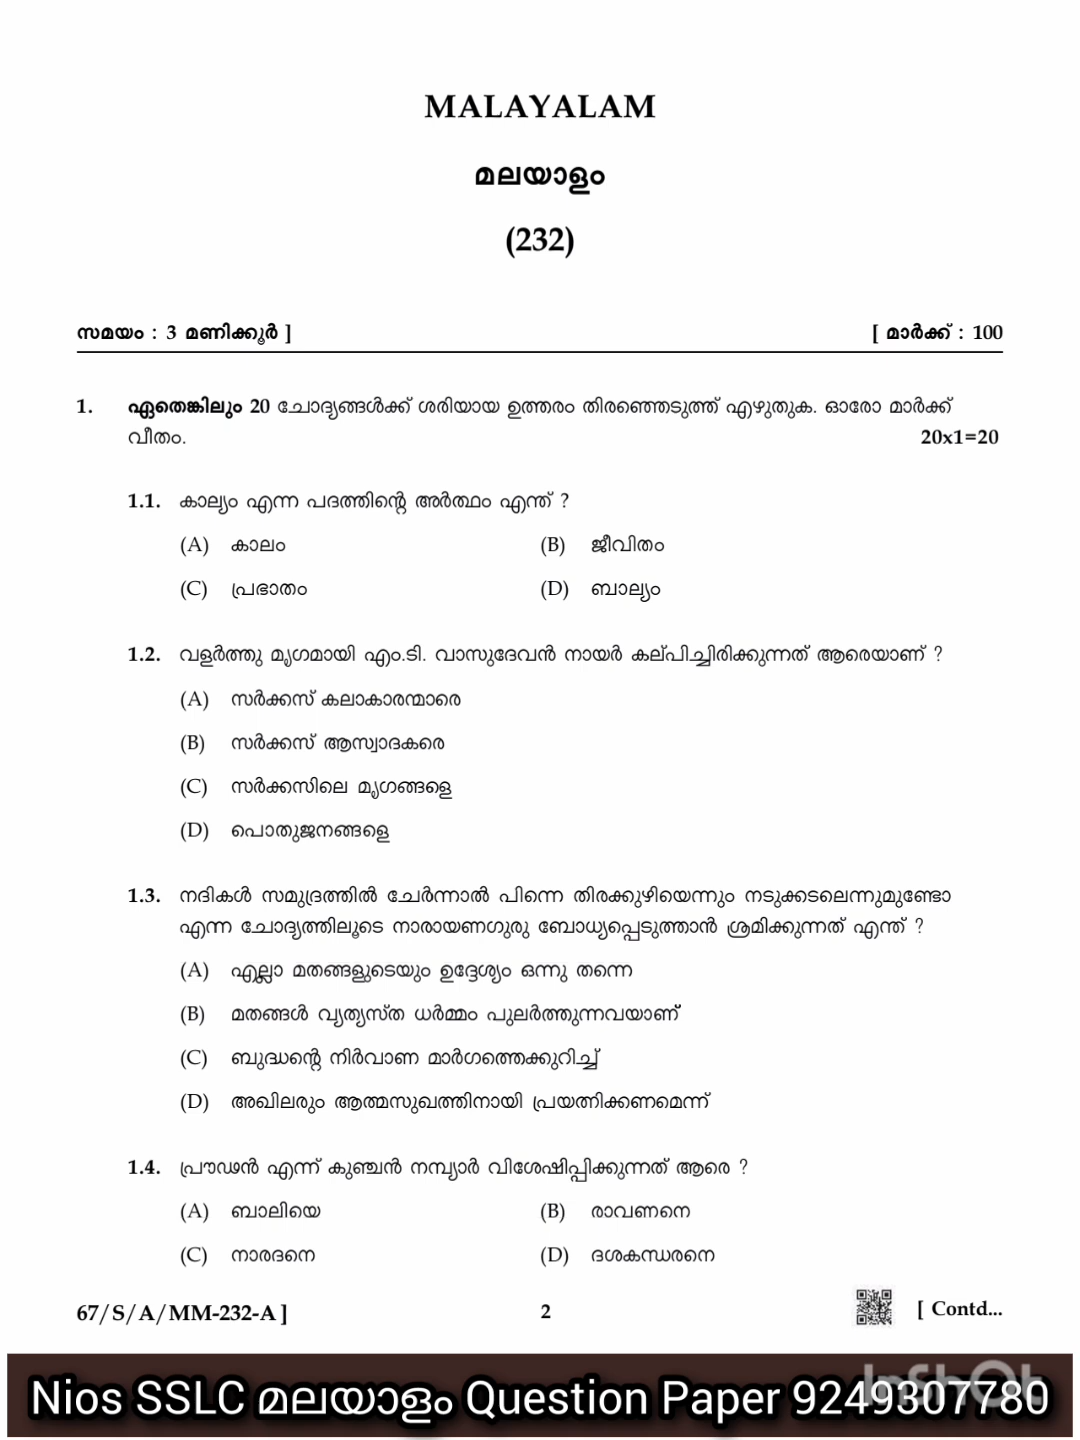 MALAYALAM
മലയാളം
(232)
സമയം : 3 മണിക്കൂർ ] [ മാർക്ക് : 100
1. ഏതെങ്കിലും 20 ചോദ്യങ്ങൾക്ക് ശരിയായ ഉത്തരം തിരഞ്ഞെടുത്ത് എഴുതുക. ഓരോ മാർക്ക്
വീതം. 20x1=20
1.1. കാല്യം എന്ന പദത്തിന്റെ അർത്ഥം എന്ത് ?
(A) കാലം (B) ജീവിതം
(C) പ്രഭാതം (D) ബാല്യം
1.2. വളർത്തു മൃഗമായി എം.ടി. വാസുദേവൻ നായർ കല്പിച്ചിരിക്കുന്നത് ആരെയാണ് ?
(A) സർക്കസ് കലാകാരന്മാരെ
(B) സർക്കസ് ആസ്വാദകരെ
(C) സർക്കസിലെ മൃഗങ്ങളെ
(D) പൊതുജനങ്ങളെ
1.3. നദികൾ സമുദ്രത്തിൽ ചേർന്നാൽ പിന്നെ തിരക്കുഴിയെന്നും നടുക്കടലെന്നുമുണ്ടോ
എന്ന ചോദ്യത്തിലൂടെ നാരായണഗുരു ബോധ്യപ്പെടുത്താൻ ശ്രമിക്കുന്നത് എന്ത് ?
(A) എല്ലാ മതങ്ങളുടെയും ഉദ്ദേശ്യം ഒന്നു തന്നെ
(B) മതങ്ങൾ വ്യത്യസ്ത ധർമ്മം പുലർത്തുന്നവയാണ്
(C) ബുദ്ധന്റെ നിർവാണ മാർഗത്തെക്കുറിച്ച്
(D) അഖിലരും ആത്മസുഖത്തിനായി പ്രയത്നിക്കണമെന്ന്
1.4. പ്രൗഢൻ എന്ന് കുഞ്ചൻ നമ്പ്യാർ വിശേഷിപ്പിക്കുന്നത് ആരെ ?
(A) ബാലിയെ (B) രാവണനെ
(C) നാരദനെ (D) ദശകന്ധരനെ
67/S/A/MM-232-A ] 2 [ Contd...
InShOt
Nios SSLC മലയാളം Question Paper 9249307780